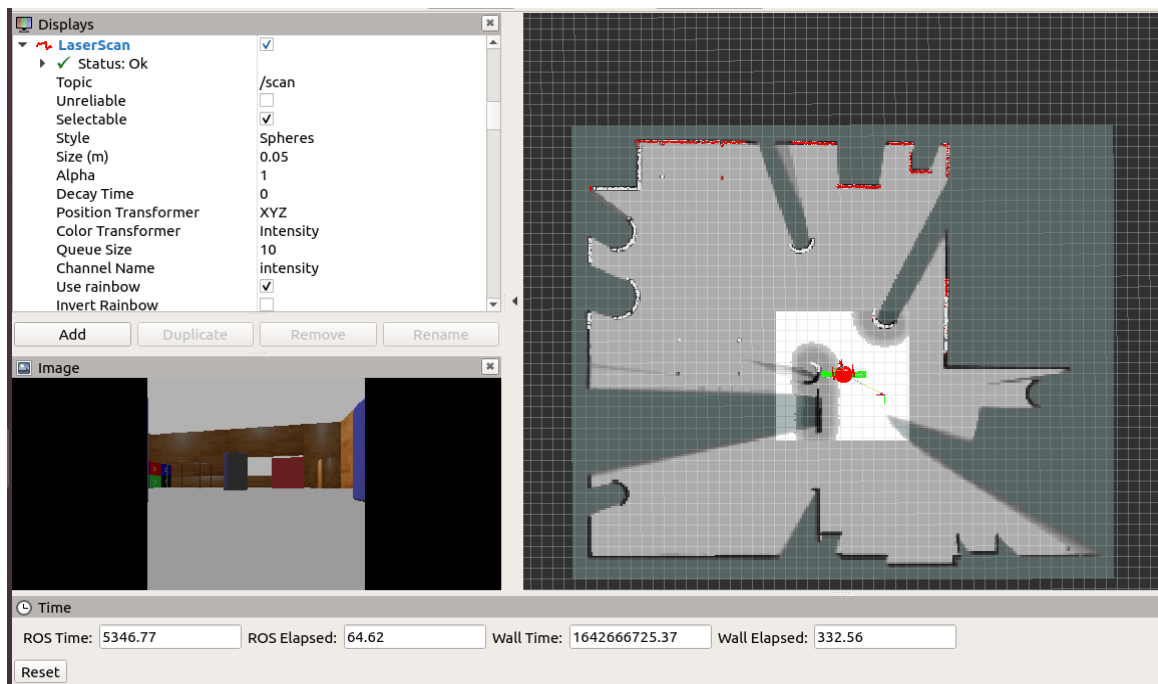 Displays
LaserScan
Status: Ok
Topic /scan
Unreliable
Selectable
Style Spheres
Size (m) 0.05
Alpha 1
Decay Time 0
Position Transformer XYZ
Color Transformer Intensity
Queue Size 10
Channel Name intensity
Use rainbow
Invert Rainbow
Add Duplicate Remove Rename
Image
Time
ROS Time: 5346.77 ROS Elapsed: 64.62 Wall Time: 1642666725.37 Wall Elapsed: 332.56
Reset